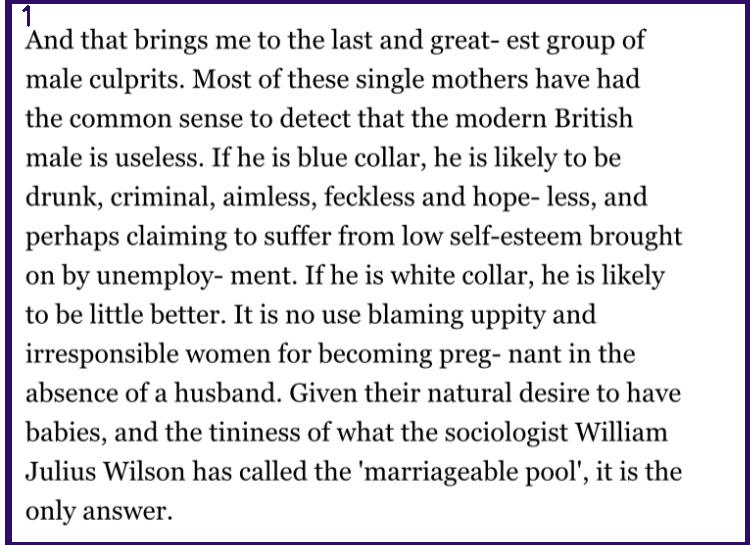 1
And that brings me to the last and great- est group of
male culprits. Most of these single mothers have had
the common sense to detect that the modern British
male is useless. If he is blue collar, he is likely to be
drunk, criminal, aimless, feckless and hope- less, and
perhaps claiming to suffer from low self-esteem brought
on by unemploy- ment. If he is white collar, he is likely
to be little better. It is no use blaming uppity and
irresponsible women for becoming preg- nant in the
absence of a husband. Given their natural desire to have
babies, and the tininess of what the sociologist William
Julius Wilson has called the 'marriageable pool', it is the
only answer.